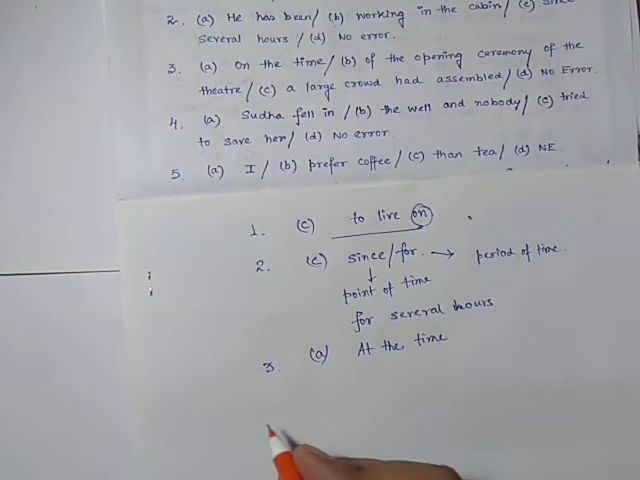 2. (a) He has been/ (b) working in the cabin/ (c) since
several hours / (d) No error.
3. (a) On the time/ (b) of the opening ceremony of the
theatre/ (c) a large crowd had assembled/ (d) No Error.
4. (a) Sudha fell in / (b) the well and nobody/ (c) tried
to save her/ (d) No error.
5. (a) I / (b) prefer coffee/ (c) than tea/ (d) NE.
1. (c) to live on
2. (c) since/for. → period of time.
↓
point of time
for several hours
3. (a) At the time